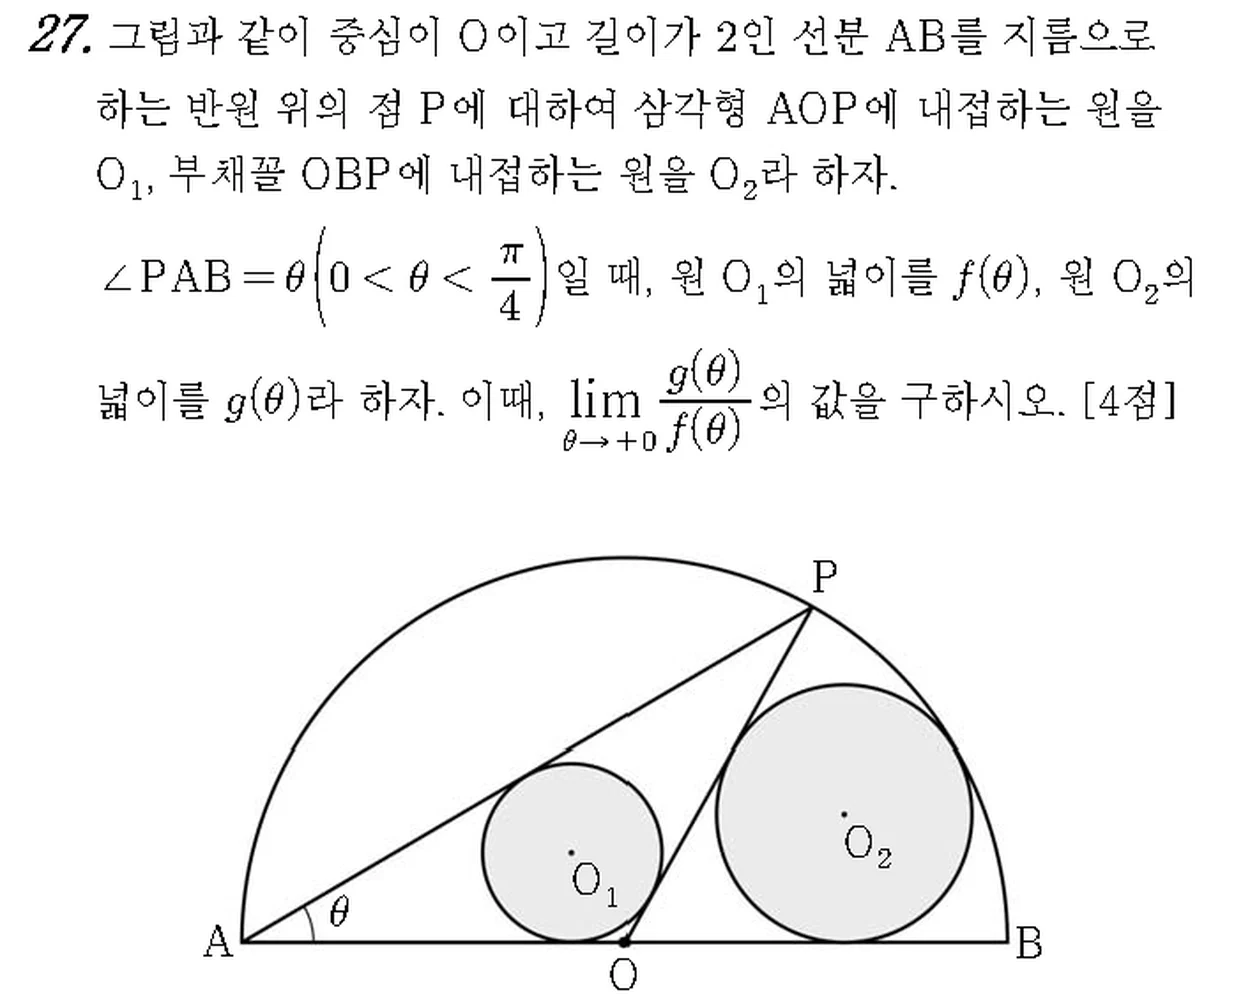 27. 그림과 같이 중심이 O이고 길이가 2인 선분 AB를 지름으로
하는 반원 위의 점 P에 대하여 삼각형 AOP에 내접하는 원을
O₁, 부채꼴 OBP에 내접하는 원을 O₂라 하자.
∠PAB=θ(0<θ<π/4)일 때, 원 O₁의 넓이를 f(θ), 원 O₂의
넓이를 g(θ)라 하자. 이때, lim θ→+0 g(θ)/f(θ)의 값을 구하시오. [4점]
P
O₂
O₁
θ
A
B
O